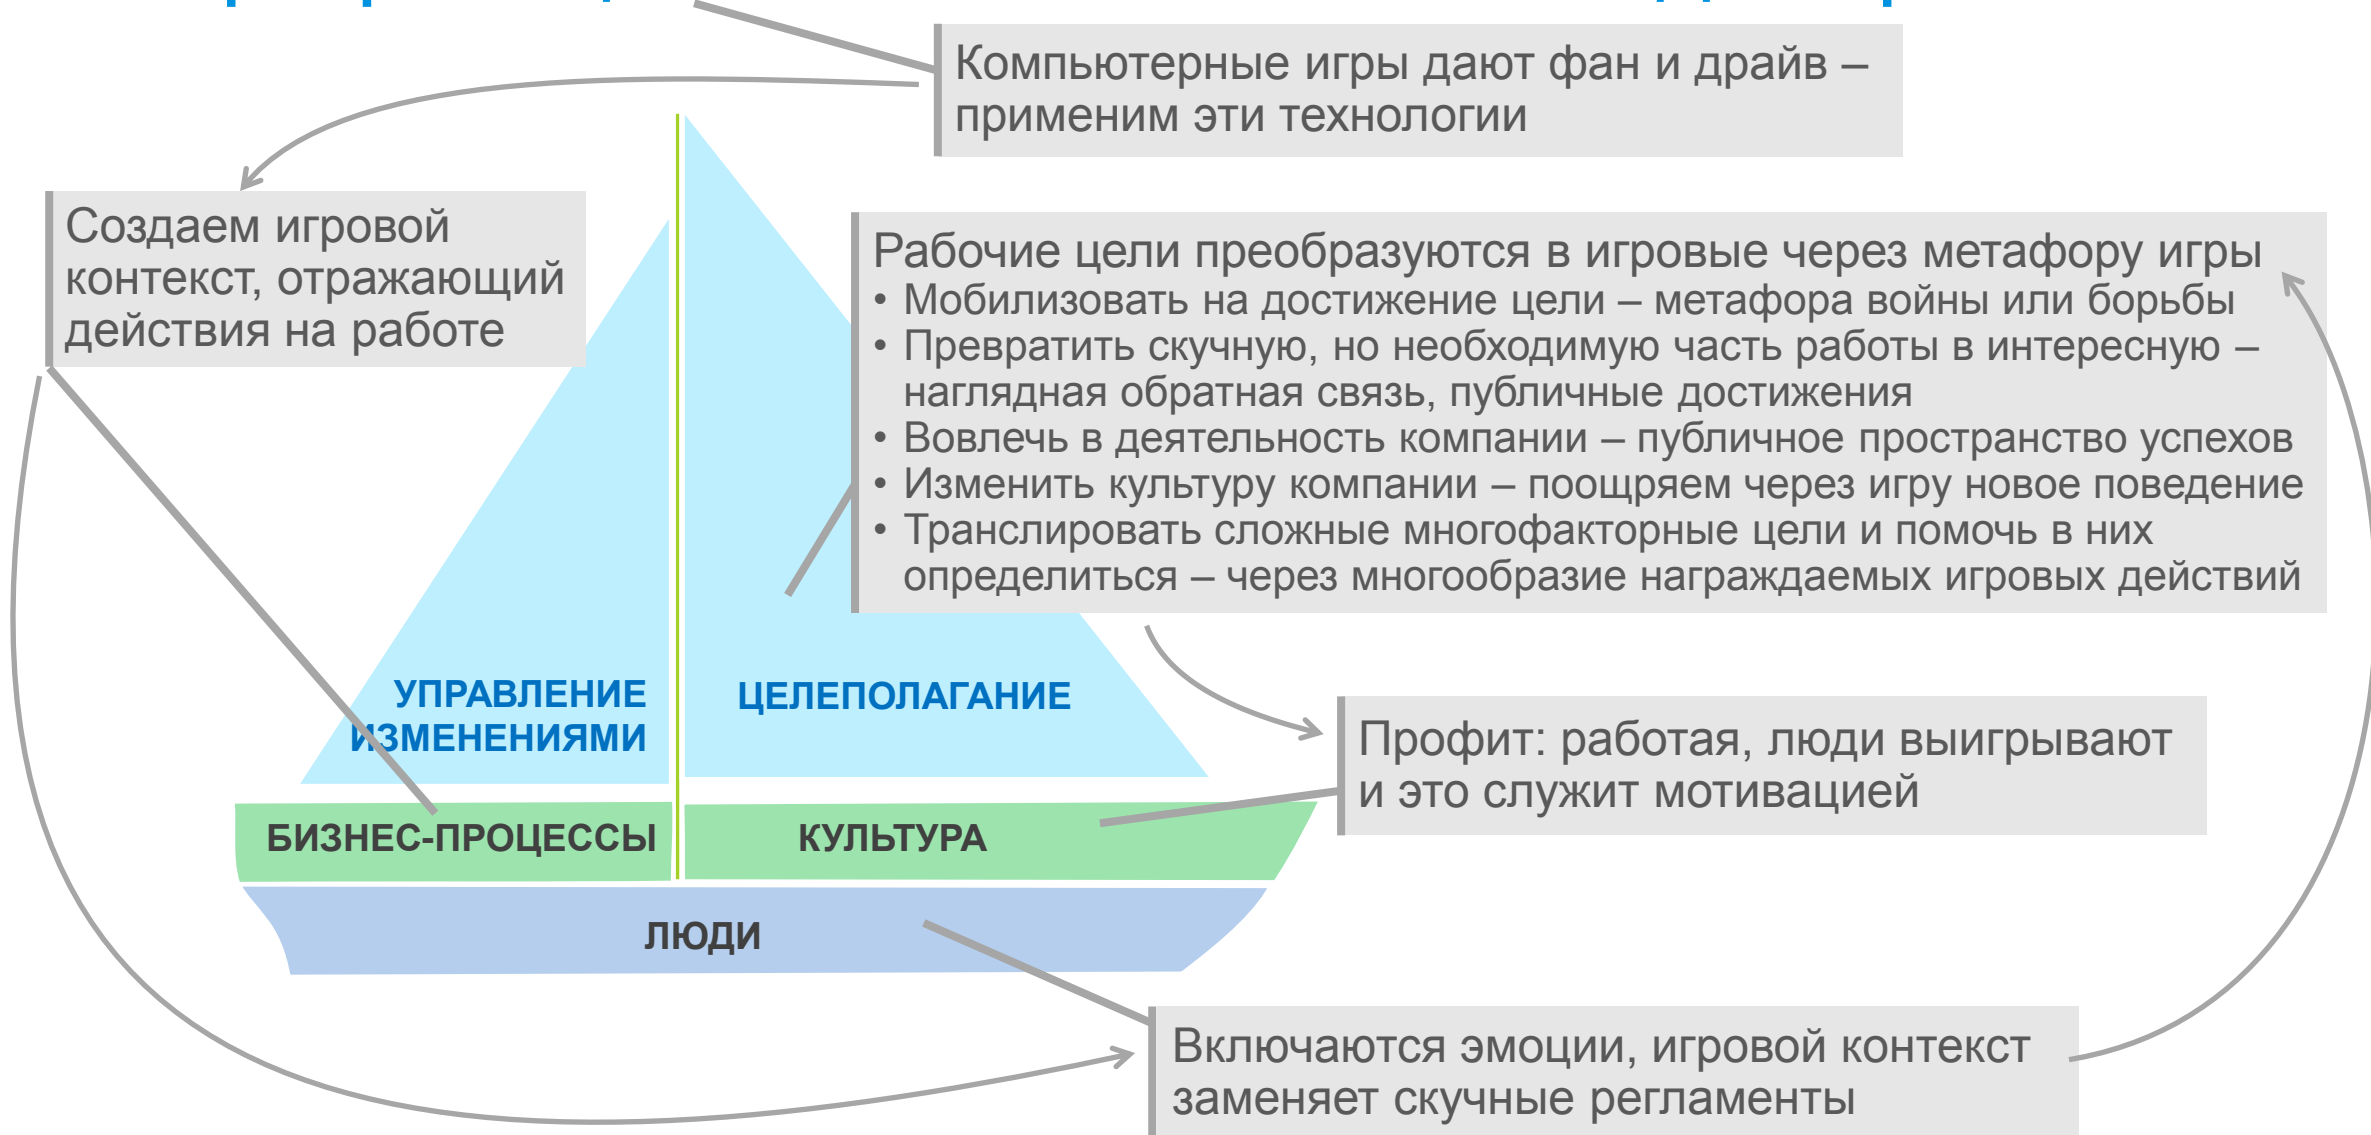 Компьютерные игры дают фан и драйв –
применим эти технологии
Создаем игровой
контекст, отражающий
действия на работе
Рабочие цели преобразуются в игровые через метафору игры
• Мобилизовать на достижение цели – метафора войны или борьбы
• Превратить скучную, но необходимую часть работы в интересную –
наглядная обратная связь, публичные достижения
• Вовлечь в деятельность компании – публичное пространство успехов
• Изменить культуру компании – поощряем через игру новое поведение
• Транслировать сложные многофакторные цели и помочь в них
определиться – через многообразие награждаемых игровых действий
УПРАВЛЕНИЕ
ИЗМЕНЕНИЯМИ
ЦЕЛЕПОЛАГАНИЕ
Профит: работая, люди выигрывают
и это служит мотивацией
БИЗНЕС-ПРОЦЕССЫ
КУЛЬТУРА
ЛЮДИ
Включаются эмоции, игровой контекст
заменяет скучные регламенты